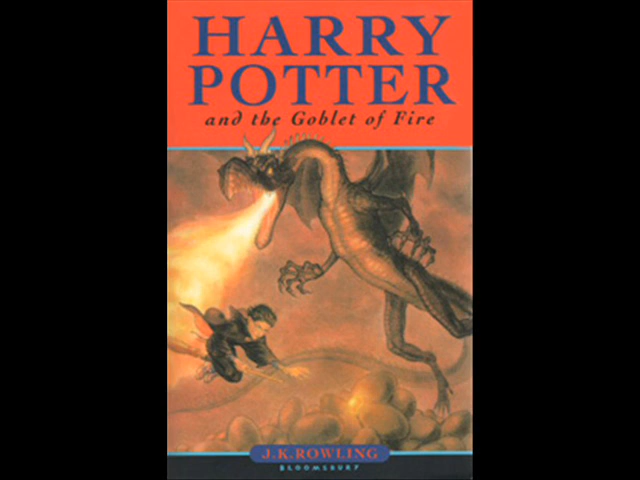 HARRY
POTTER
and the Goblet of Fire
J.K.ROWLING
BLOOMSBURY